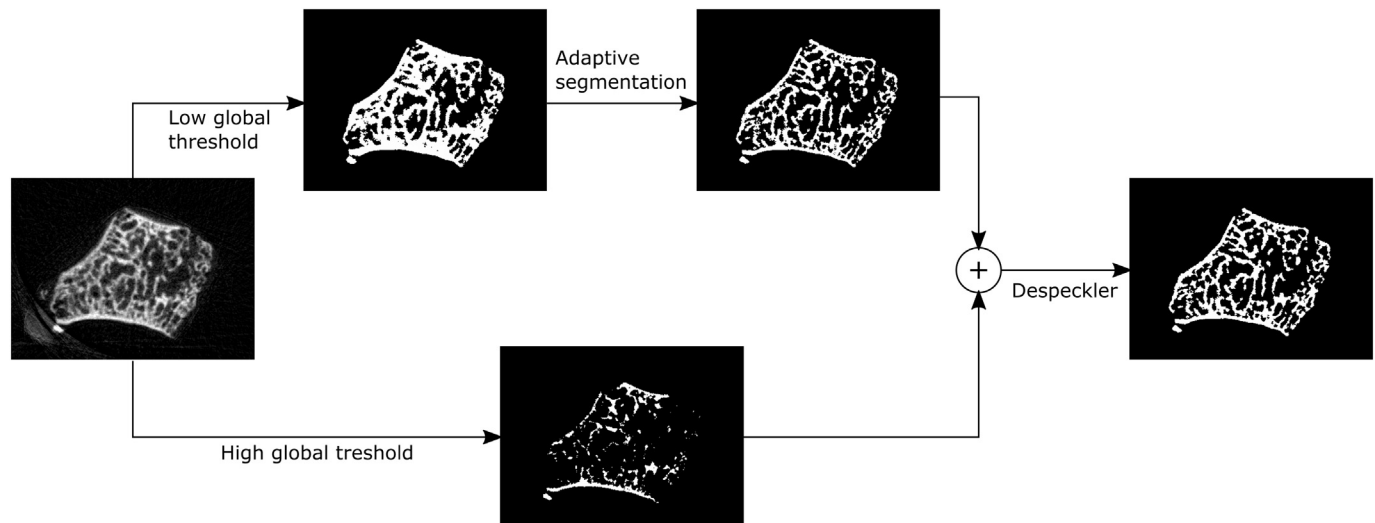 Adaptive
segmentation
Low global
threshold
+
Despeckler
High global treshold